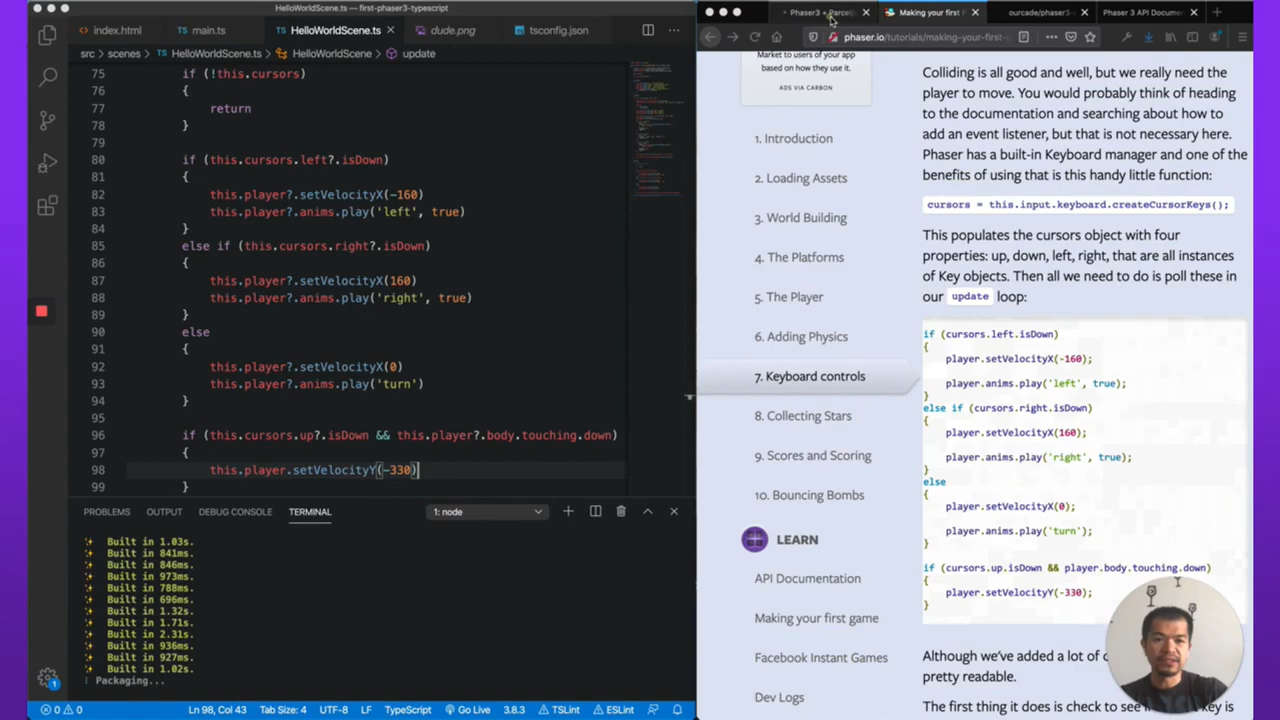 HelloWorldScene.ts — first-phaser3-typescript
index.html
main.ts
HelloWorldScene.ts
dude.png
tsconfig.json
src > scenes > HelloWorldScene.ts > HelloWorldScene > update
75 if (!this.cursors)
76 {
77 return
78 }
79
80 if (this.cursors.left?.isDown)
81 {
82 this.player?.setVelocityX(-160)
83 this.player?.anims.play('left', true)
84 }
85 else if (this.cursors.right?.isDown)
86 {
87 this.player?.setVelocityX(160)
88 this.player?.anims.play('right', true)
89 }
90 else
91 {
92 this.player?.setVelocityX(0)
93 this.player?.anims.play('turn')
94 }
95
96 if (this.cursors.up?.isDown && this.player?.body.touching.down)
97 {
98 this.player.setVelocityY(-330)
99 }
PROBLEMS OUTPUT DEBUG CONSOLE TERMINAL 1: node
✨ Built in 1.03s.
✨ Built in 841ms.
✨ Built in 846ms.
✨ Built in 973ms.
✨ Built in 788ms.
✨ Built in 696ms.
✨ Built in 1.32s.
✨ Built in 1.71s.
✨ Built in 2.31s.
✨ Built in 936ms.
✨ Built in 927ms.
✨ Built in 1.02s.
Packaging...
1
0 0 Ln 98, Col 43 Tab Size: 4 UTF-8 LF TypeScript Go Live 3.8.3 TSLint ESLint
Phaser3 + Parcel
Making your first
ourcade/phaser3-
Phaser 3 API Documen
phaser.io/tutorials/making-your-first-
Market to users of your app
based on how they use it.
ADS VIA CARBON
1. Introduction
2. Loading Assets
3. World Building
4. The Platforms
5. The Player
6. Adding Physics
7. Keyboard controls
8. Collecting Stars
9. Scores and Scoring
10. Bouncing Bombs
LEARN
API Documentation
Making your first game
Facebook Instant Games
Dev Logs
Colliding is all good and well, but we really need the
player to move. You would probably think of heading
to the documentation and searching about how to
add an event listener, but that is not necessary here.
Phaser has a built-in Keyboard manager and one of the
benefits of using that is this handy little function:
cursors = this.input.keyboard.createCursorKeys();
This populates the cursors object with four
properties: up, down, left, right, that are all instances
of Key objects. Then all we need to do is poll these in
our update loop:
if (cursors.left.isDown)
{
player.setVelocityX(-160);
player.anims.play('left', true);
}
else if (cursors.right.isDown)
{
player.setVelocityX(160);
player.anims.play('right', true);
}
else
{
player.setVelocityX(0);
player.anims.play('turn');
}
if (cursors.up.isDown && player.body.touching.down)
{
player.setVelocityY(-330);
}
Although we've added a lot of
pretty readable.
The first thing it does is check to see key is